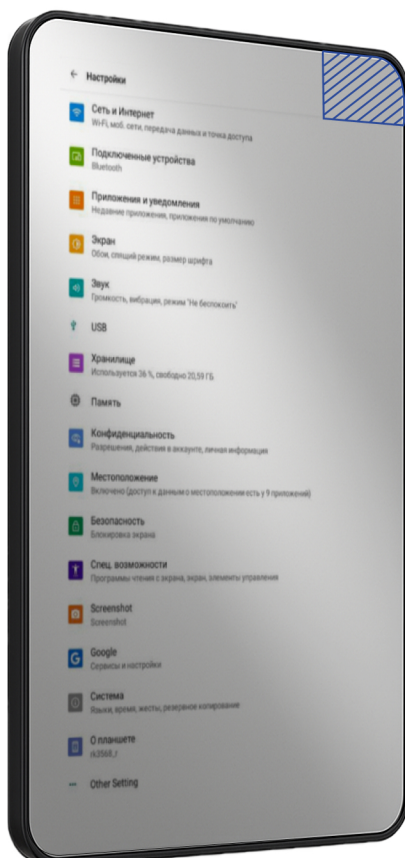 ← Настройки
Сеть и Интернет
Wi-Fi, моб. сети, передача данных и точка доступа
Подключенные устройства
Bluetooth
Приложения и уведомления
Недавние приложения, приложения по умолчанию
Экран
Обои, спящий режим, размер шрифта
Звук
Громкость, вибрация, режим "Не беспокоить"
USB
Хранилище
Используется 36 %, свободно 20,59 ГБ
Память
Конфиденциальность
Разрешения, действия в аккаунте, личная информация
Местоположение
Включено (доступ к данным о местоположении есть у 9 приложений)
Безопасность
Блокировка экрана
Спец. возможности
Программы чтения с экрана, экран, элементы управления
Screenshot
Screenshot
Google
Сервисы и настройки
Система
Языки, время, жесты, резервное копирование
О планшете
rk3568_r
Other Setting